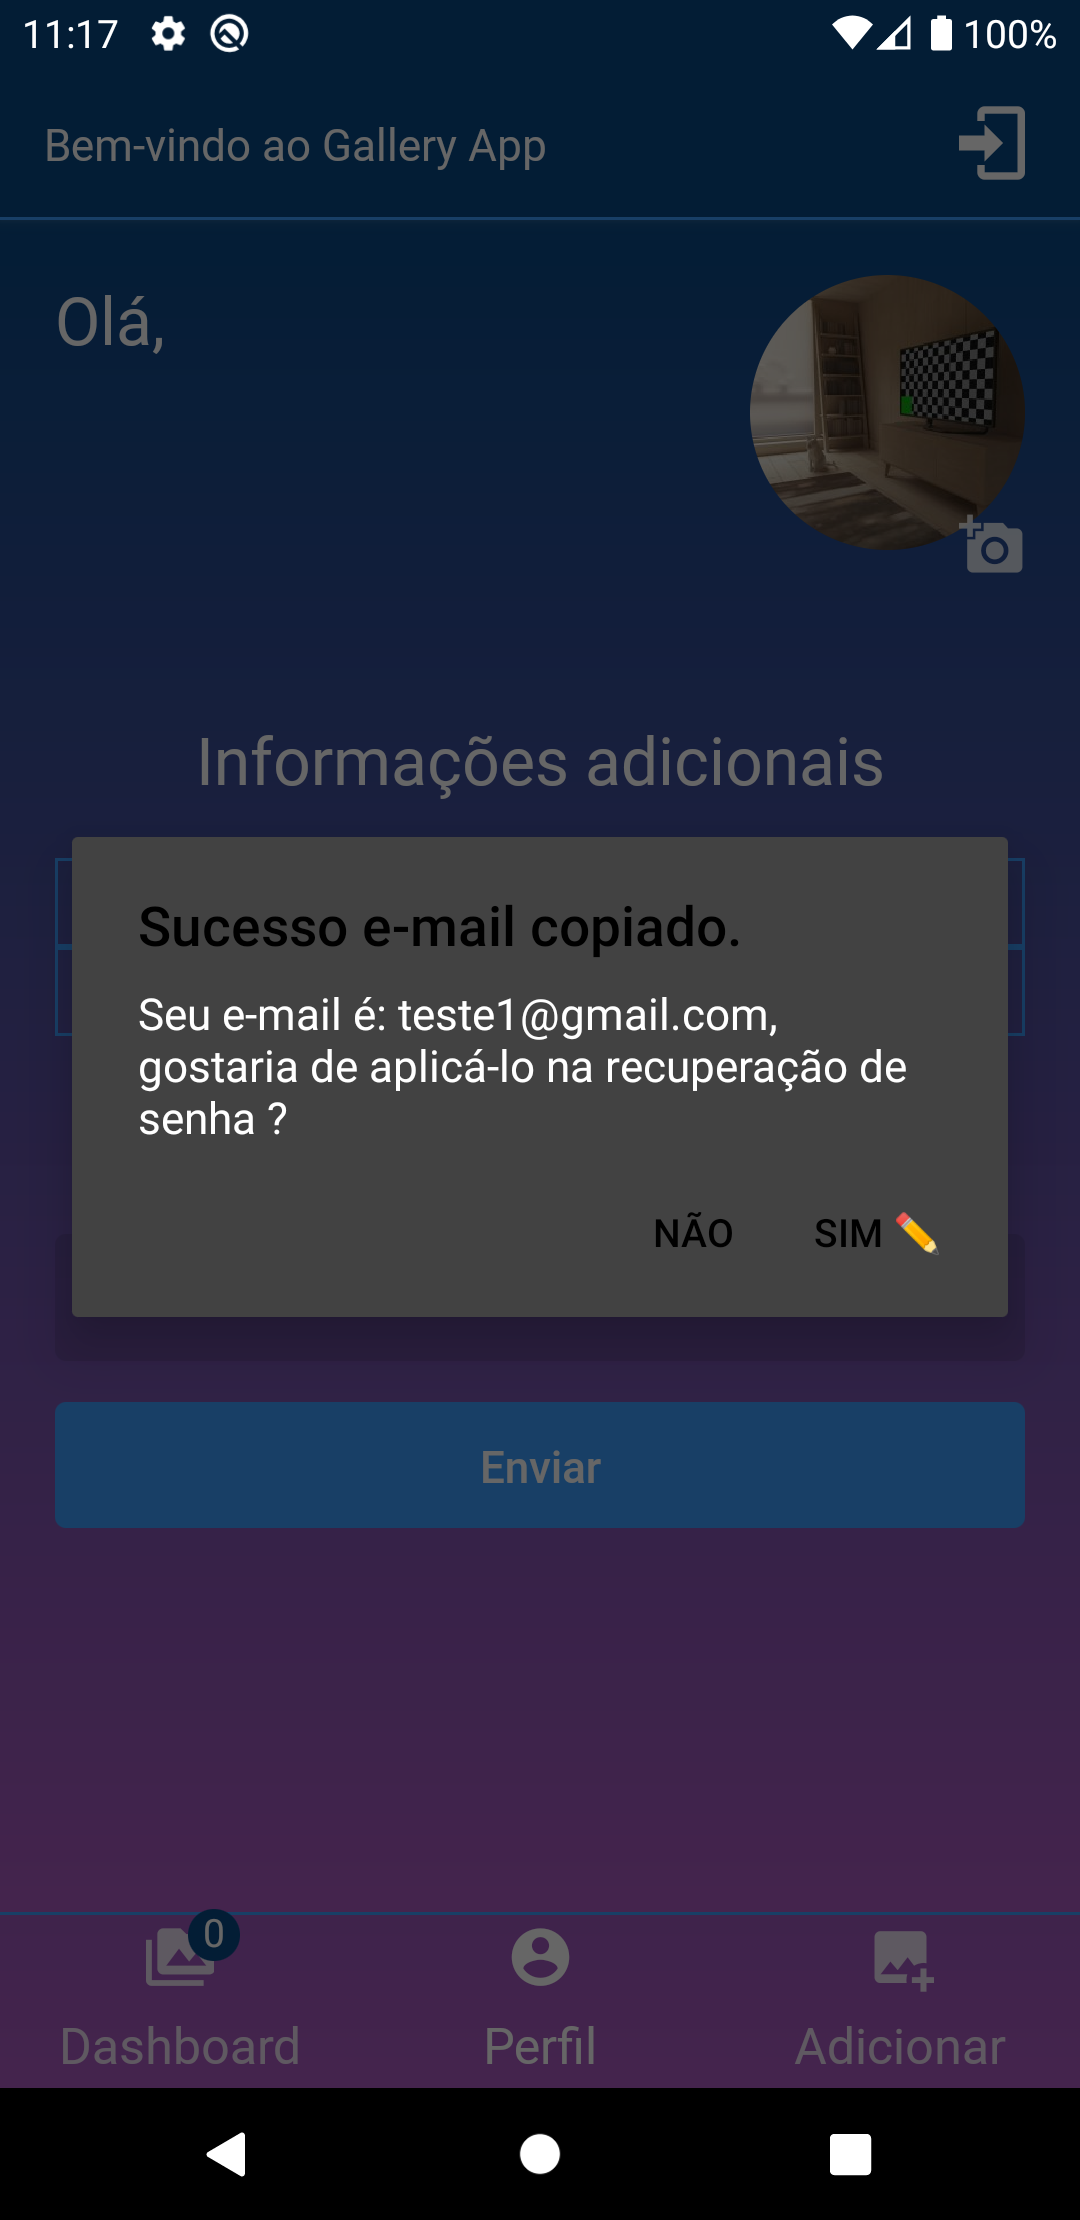 11:17
100%
Bem-vindo ao Gallery App
Olá,
Informações adicionais
Sucesso e-mail copiado.
Seu e-mail é: teste1@gmail.com,
gostaria de aplicá-lo na recuperação de
senha ?
NÃO
SIM ✏️
Enviar
0
Dashboard
Perfil
Adicionar